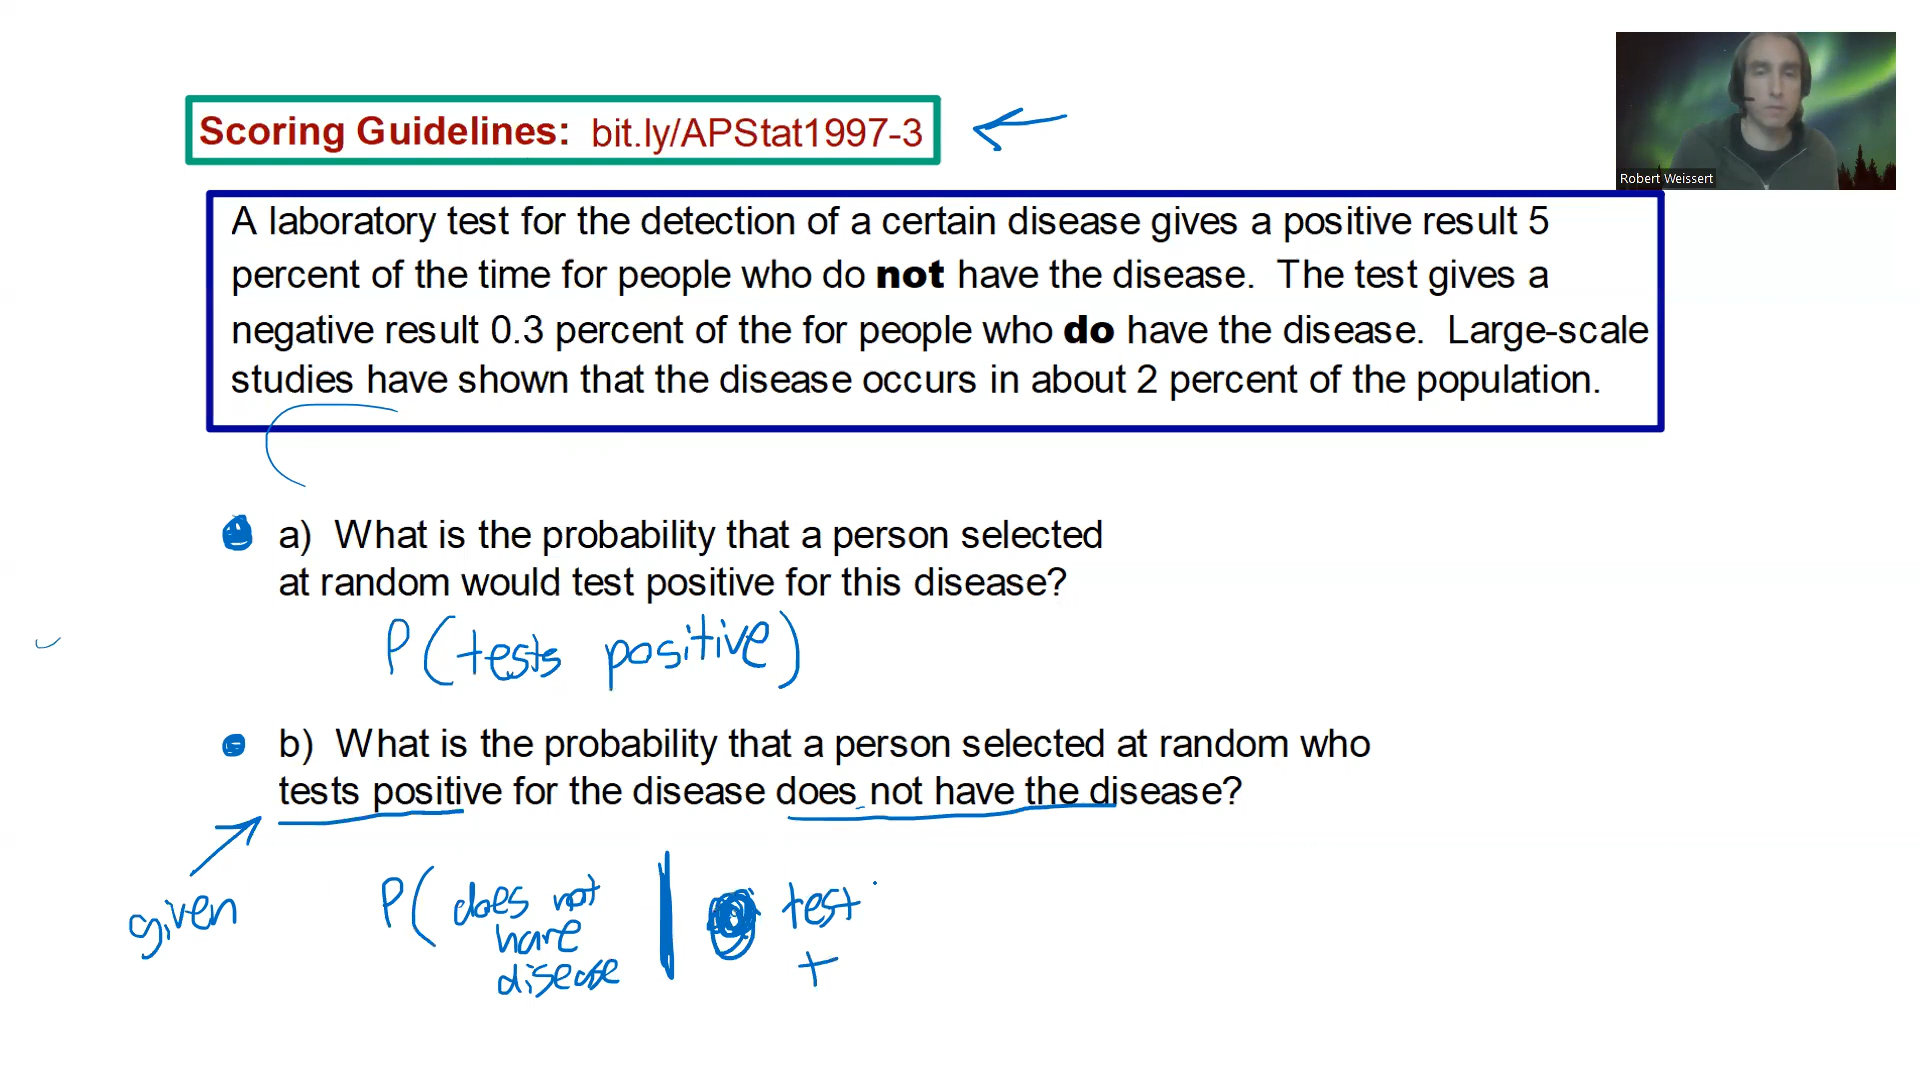 Scoring Guidelines: bit.ly/APStat1997-3
Robert Weissert
A laboratory test for the detection of a certain disease gives a positive result 5
percent of the time for people who do not have the disease. The test gives a
negative result 0.3 percent of the for people who do have the disease. Large-scale
studies have shown that the disease occurs in about 2 percent of the population.
a) What is the probability that a person selected
at random would test positive for this disease?
P(tests positive)
b) What is the probability that a person selected at random who
tests positive for the disease does not have the disease?
given
P( does not | test
have +
disease